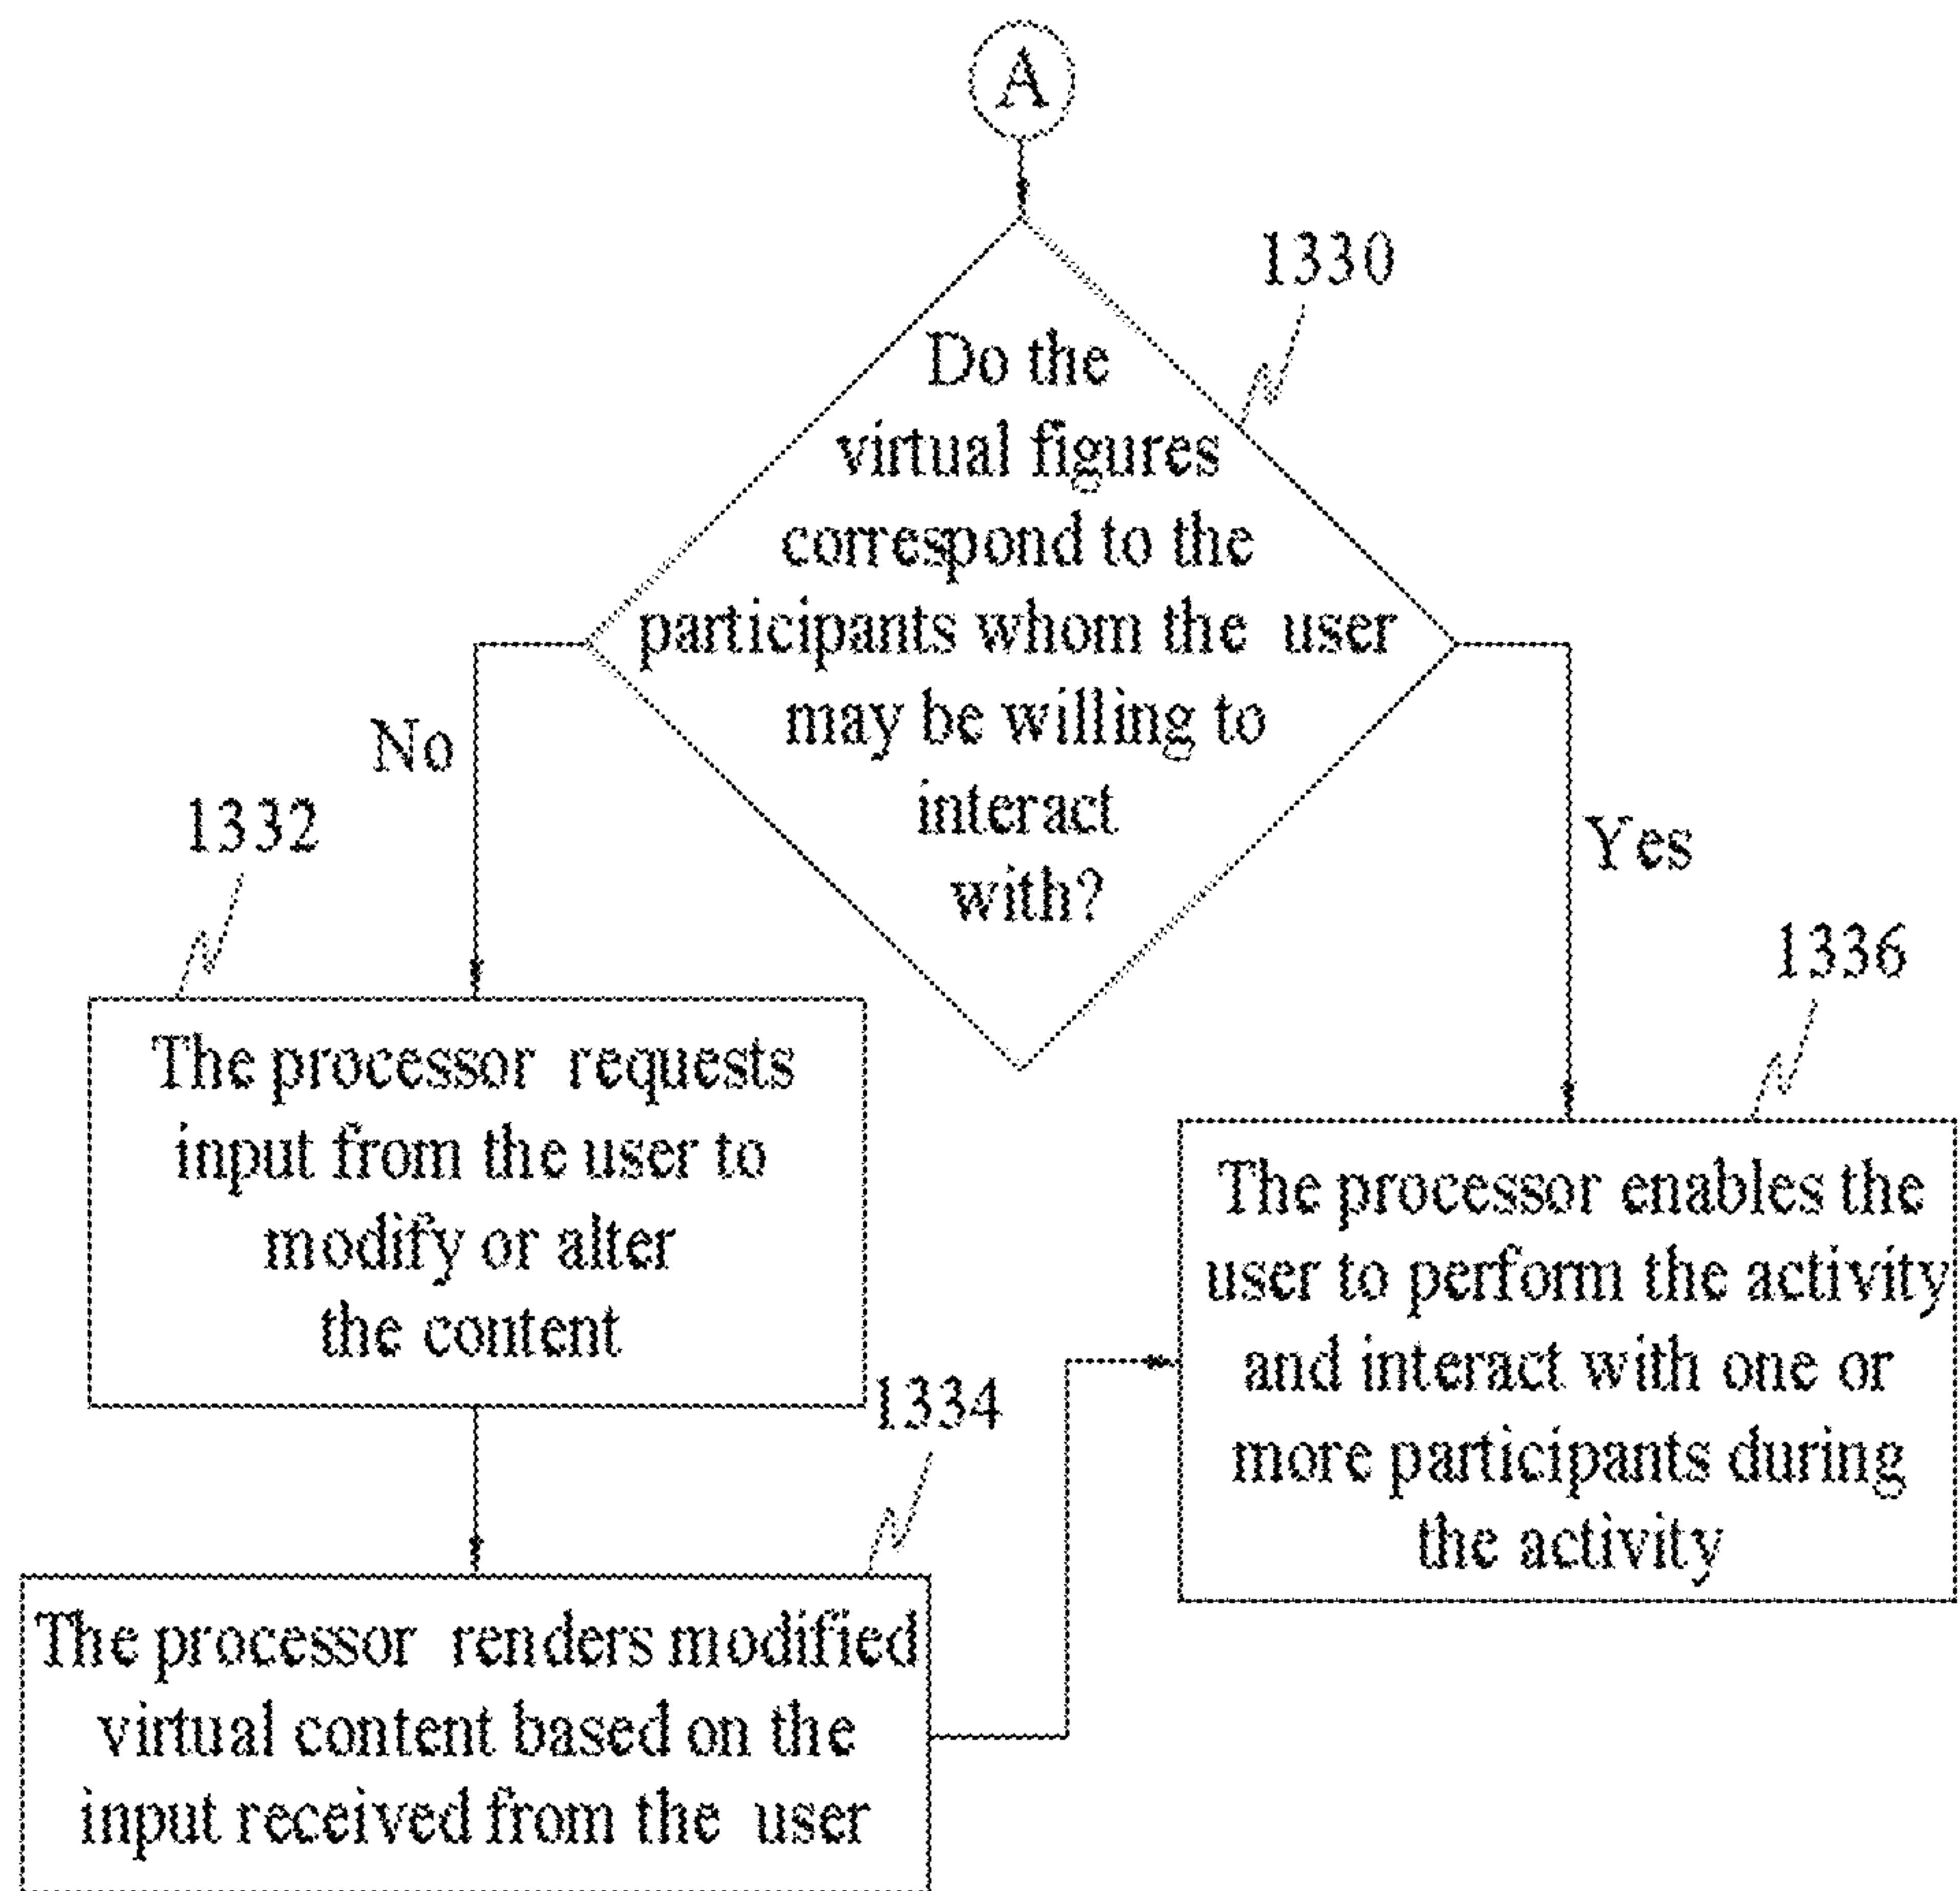 A
1330
Do the
virtual figures
correspond to the
participants whom the user
may be willing to
interact
with?
No
Yes
1332
The processor requests
input from the user to
modify or alter
the content
1334
The processor renders modified
virtual content based on the
input received from the user
1336
The processor enables the
user to perform the activity
and interact with one or
more participants during
the activity